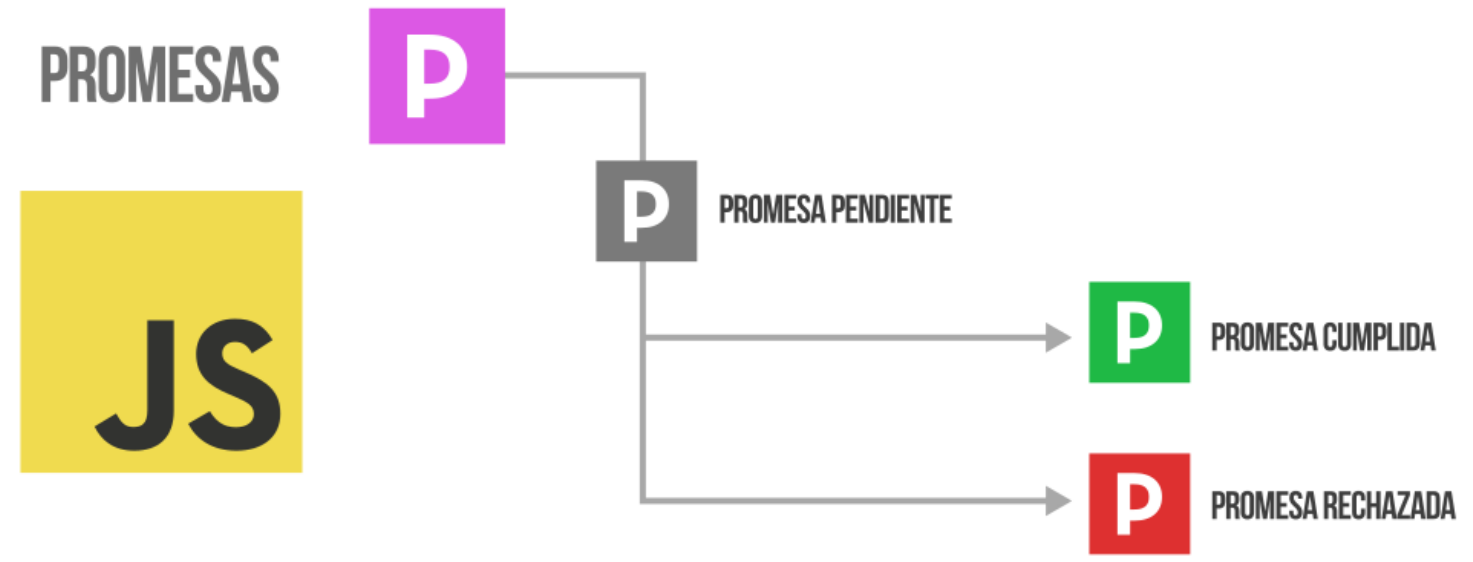 PROMESAS
P
P
PROMESA PENDIENTE
JS
P
PROMESA CUMPLIDA
P
PROMESA RECHAZADA